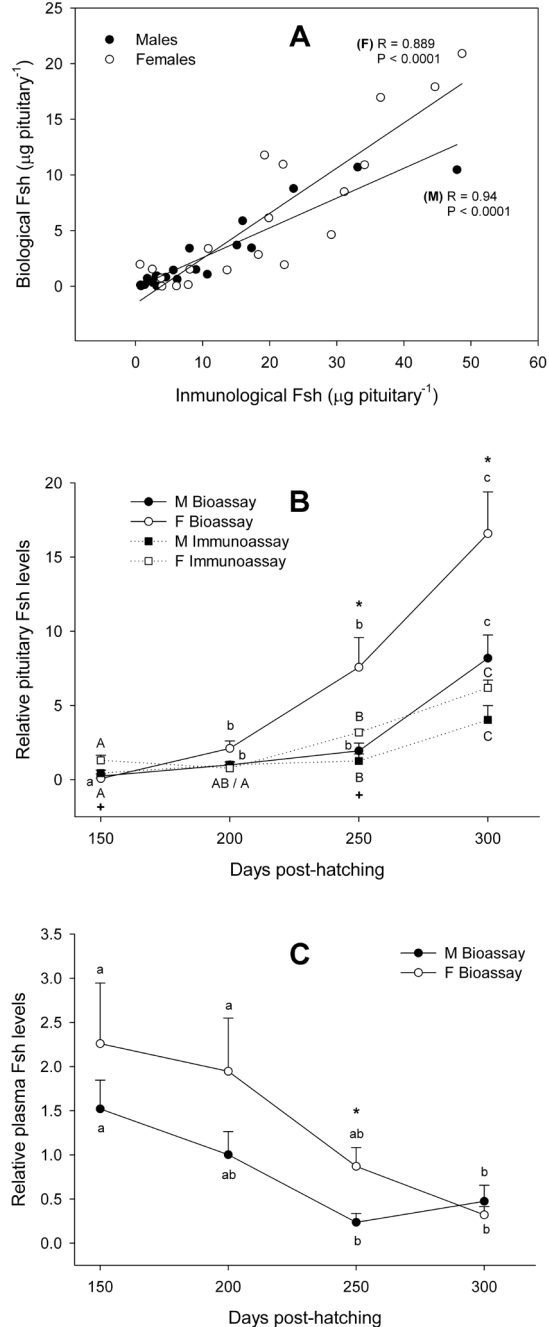 A
Males
Females
(F) R = 0.889
P < 0.0001
(M) R = 0.94
P < 0.0001
Biological Fsh (μg pituitary⁻¹)
25
20
15
10
5
0
0 10 20 30 40 50 60
Inmunological Fsh (μg pituitary⁻¹)
B
M Bioassay
F Bioassay
M Immunoassay
F Immunoassay
Relative pituitary Fsh levels
20
15
10
5
0
*
c
*
b
c
b
B
C
A
b
b
C
a
A
AB / A
B
+
+
150 200 250 300
Days post-hatching
C
M Bioassay
F Bioassay
Relative plasma Fsh levels
3.5
3.0
2.5
2.0
1.5
1.0
0.5
0.0
a
a
*
ab
a
ab
b
b
b
150 200 250 300
Days post-hatching